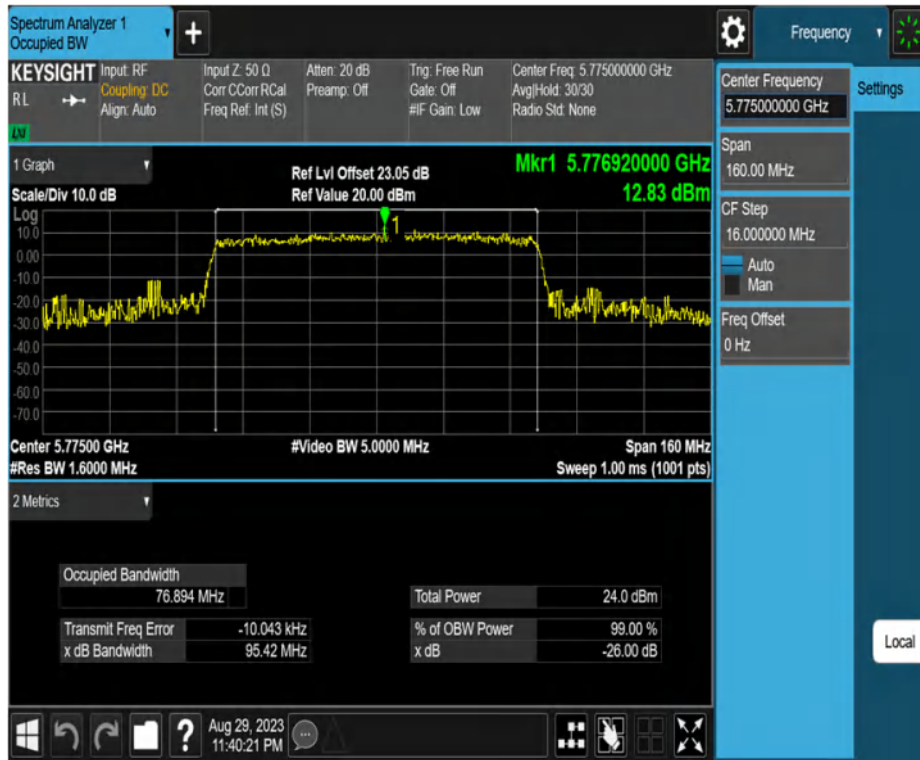 Spectrum Analyzer 1
Occupied BW
+
Frequency
KEYSIGHT
RL
LXI
Input: RF
Coupling: DC
Align: Auto
Input Z: 50 Ω
Corr CCorr RCal
Freq Ref: Int (S)
Atten: 20 dB
Preamp: Off
Trig: Free Run
Gate: Off
#IF Gain: Low
Center Freq: 5.775000000 GHz
Avg|Hold: 30/30
Radio Std: None
Center Frequency
5.775000000 GHz
Settings
Span
160.00 MHz
CF Step
16.000000 MHz
Auto
Man
Freq Offset
0 Hz
1 Graph
Scale/Div 10.0 dB
Ref Lvl Offset 23.05 dB
Ref Value 20.00 dBm
Mkr1 5.776920000 GHz
12.83 dBm
Log
1
10.0
0.00
-10.0
-20.0
-30.0
-40.0
-50.0
-60.0
-70.0
Center 5.77500 GHz
#Res BW 1.6000 MHz
#Video BW 5.0000 MHz
Span 160 MHz
Sweep 1.00 ms (1001 pts)
2 Metrics
Occupied Bandwidth
76.894 MHz
Total Power 24.0 dBm
Transmit Freq Error -10.043 kHz
% of OBW Power 99.00 %
x dB Bandwidth 95.42 MHz
x dB -26.00 dB
Local
?
Aug 29, 2023
11:40:21 PM